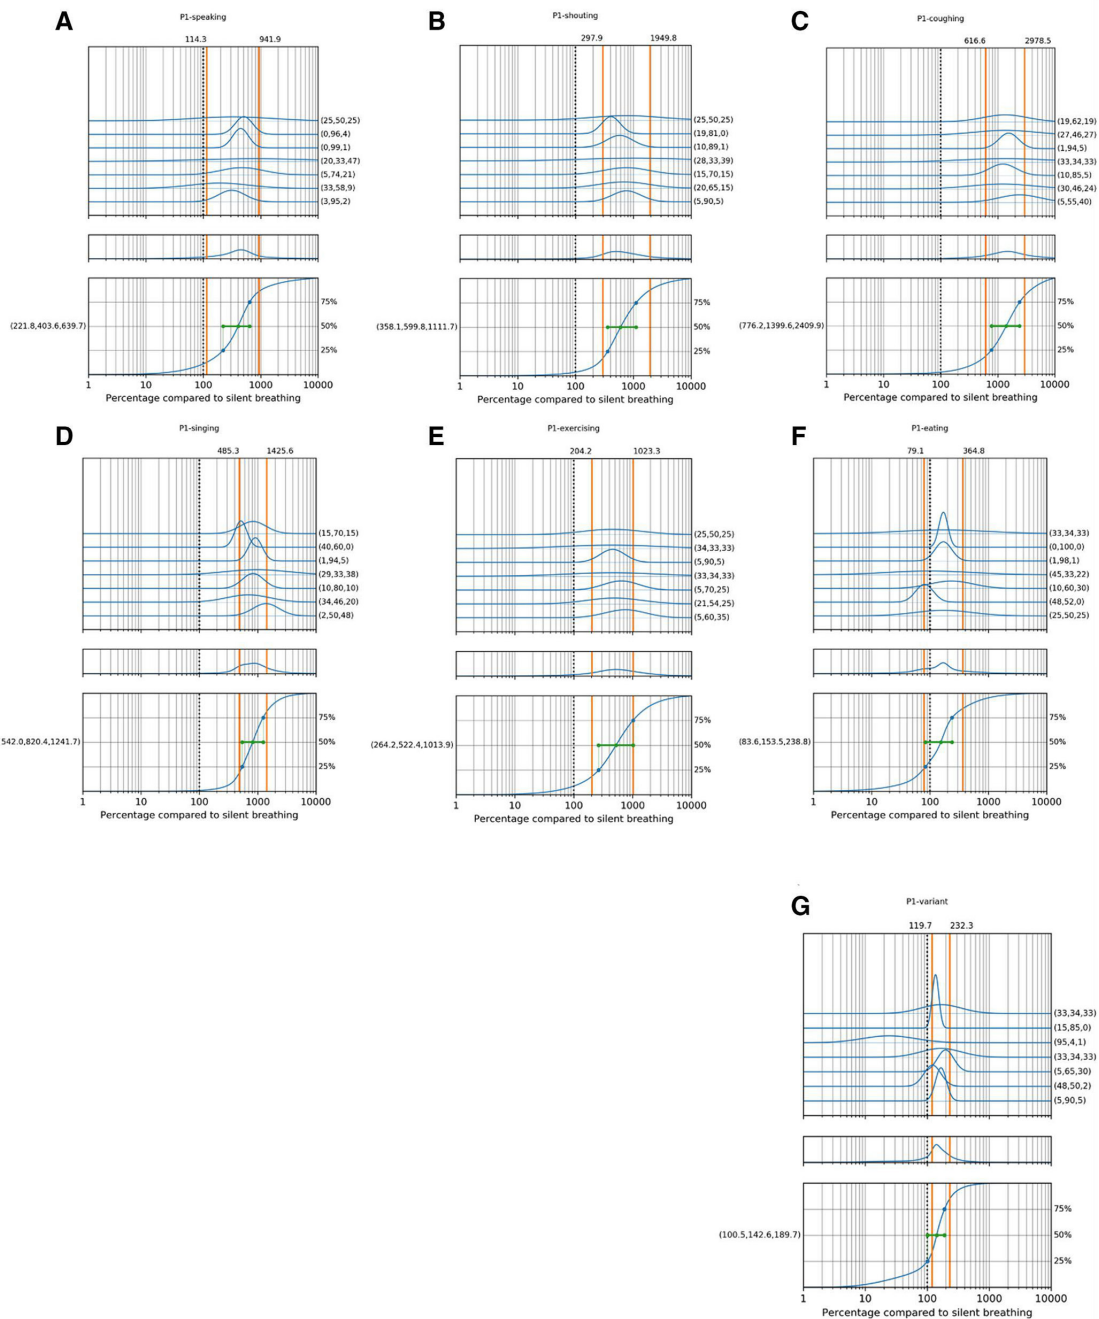 A
P1-speaking
114.3 941.9
(25,50,25)
(0,96,4)
(0,99,1)
(20,33,47)
(5,74,21)
(33,58,9)
(3,95,2)
75%
(221.8,403.6,639.7) 50%
25%
1 10 100 1000 10000
Percentage compared to silent breathing
B
P1-shouting
297.9 1949.8
(25,50,25)
(19,81,0)
(10,89,1)
(28,33,39)
(15,70,15)
(20,65,15)
(5,90,5)
75%
(358.1,599.8,1111.7) 50%
25%
1 10 100 1000 10000
Percentage compared to silent breathing
C
P1-coughing
616.6 2978.5
(19,62,19)
(27,46,27)
(1,94,5)
(33,34,33)
(10,85,5)
(30,46,24)
(5,55,40)
75%
(776.2,1399.6,2409.9) 50%
25%
1 10 100 1000 10000
Percentage compared to silent breathing
D
P1-singing
485.3 1425.6
(15,70,15)
(40,60,0)
(1,94,5)
(29,33,38)
(10,80,10)
(34,46,20)
(2,50,48)
75%
542.0,820.4,1241.7) 50%
25%
1 10 100 1000 10000
Percentage compared to silent breathing
E
P1-exercising
204.2 1023.3
(25,50,25)
(34,33,33)
(5,90,5)
(33,34,33)
(5,70,25)
(21,54,25)
(5,60,35)
75%
(264.2,522.4,1013.9) 50%
25%
1 10 100 1000 10000
Percentage compared to silent breathing
F
P1-eating
79.1 364.8
(33,34,33)
(0,100,0)
(1,98,1)
(45,33,22)
(10,60,30)
(48,52,0)
(25,50,25)
75%
(83.6,153.5,238.8) 50%
25%
1 10 100 1000 10000
Percentage compared to silent breathing
G
P1-variant
119.7 232.3
(33,34,33)
(15,85,0)
(95,4,1)
(33,34,33)
(5,65,30)
(48,50,2)
(5,90,5)
75%
(100.5,142.6,189.7) 50%
25%
1 10 100 1000 10000
Percentage compared to silent breathing